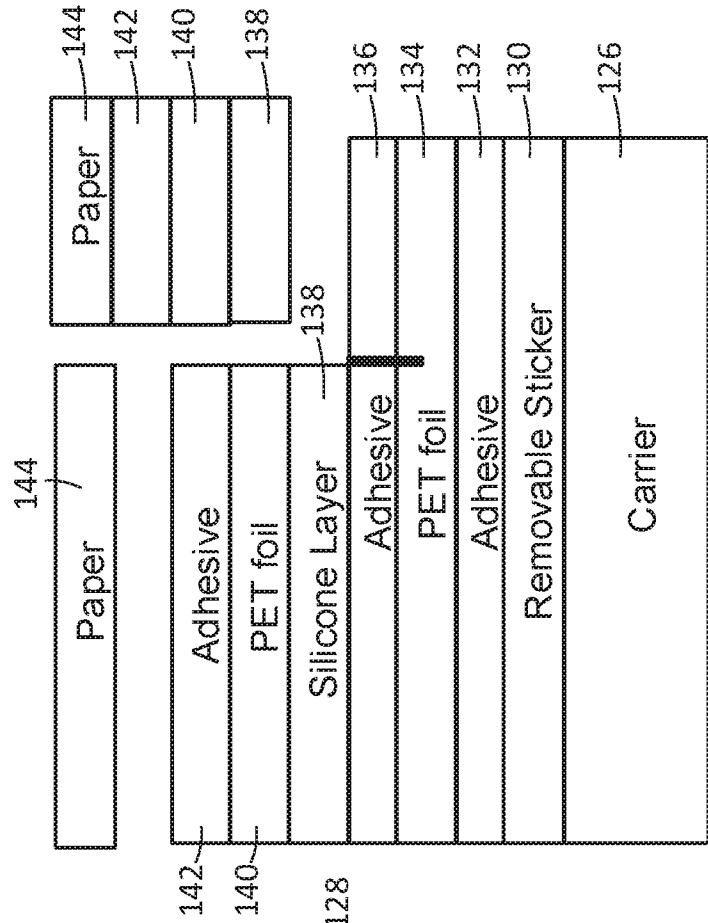 144
Paper
144
Paper
142
140
138
142
Adhesive
140
PET foil
138
Silicone Layer
128
Adhesive
136
PET foil
134
Adhesive
132
Removable Sticker
130
Carrier
126